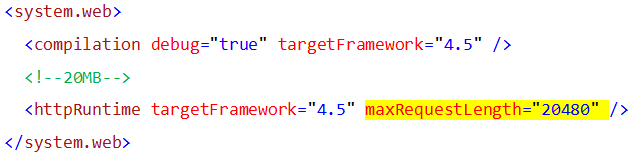 <system.web>
<compilation debug="true" targetFramework="4.5" />
<!--20MB-->
<httpRuntime targetFramework="4.5" maxRequestLength="20480" />
</system.web>